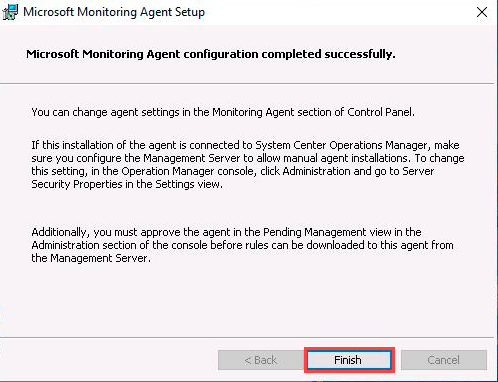 Microsoft Monitoring Agent Setup
Microsoft Monitoring Agent configuration completed successfully.
You can change agent settings in the Monitoring Agent section of Control Panel.
If this installation of the agent is connected to System Center Operations Manager, make
sure you configure the Management Server to allow manual agent installations. To change
this setting, in the Operation Manager console, click Administration and go to Server
Security Properties in the Settings view.
Additionally, you must approve the agent in the Pending Management view in the
Administration section of the console before rules can be downloaded to this agent from
the Management Server.
< Back Finish Cancel